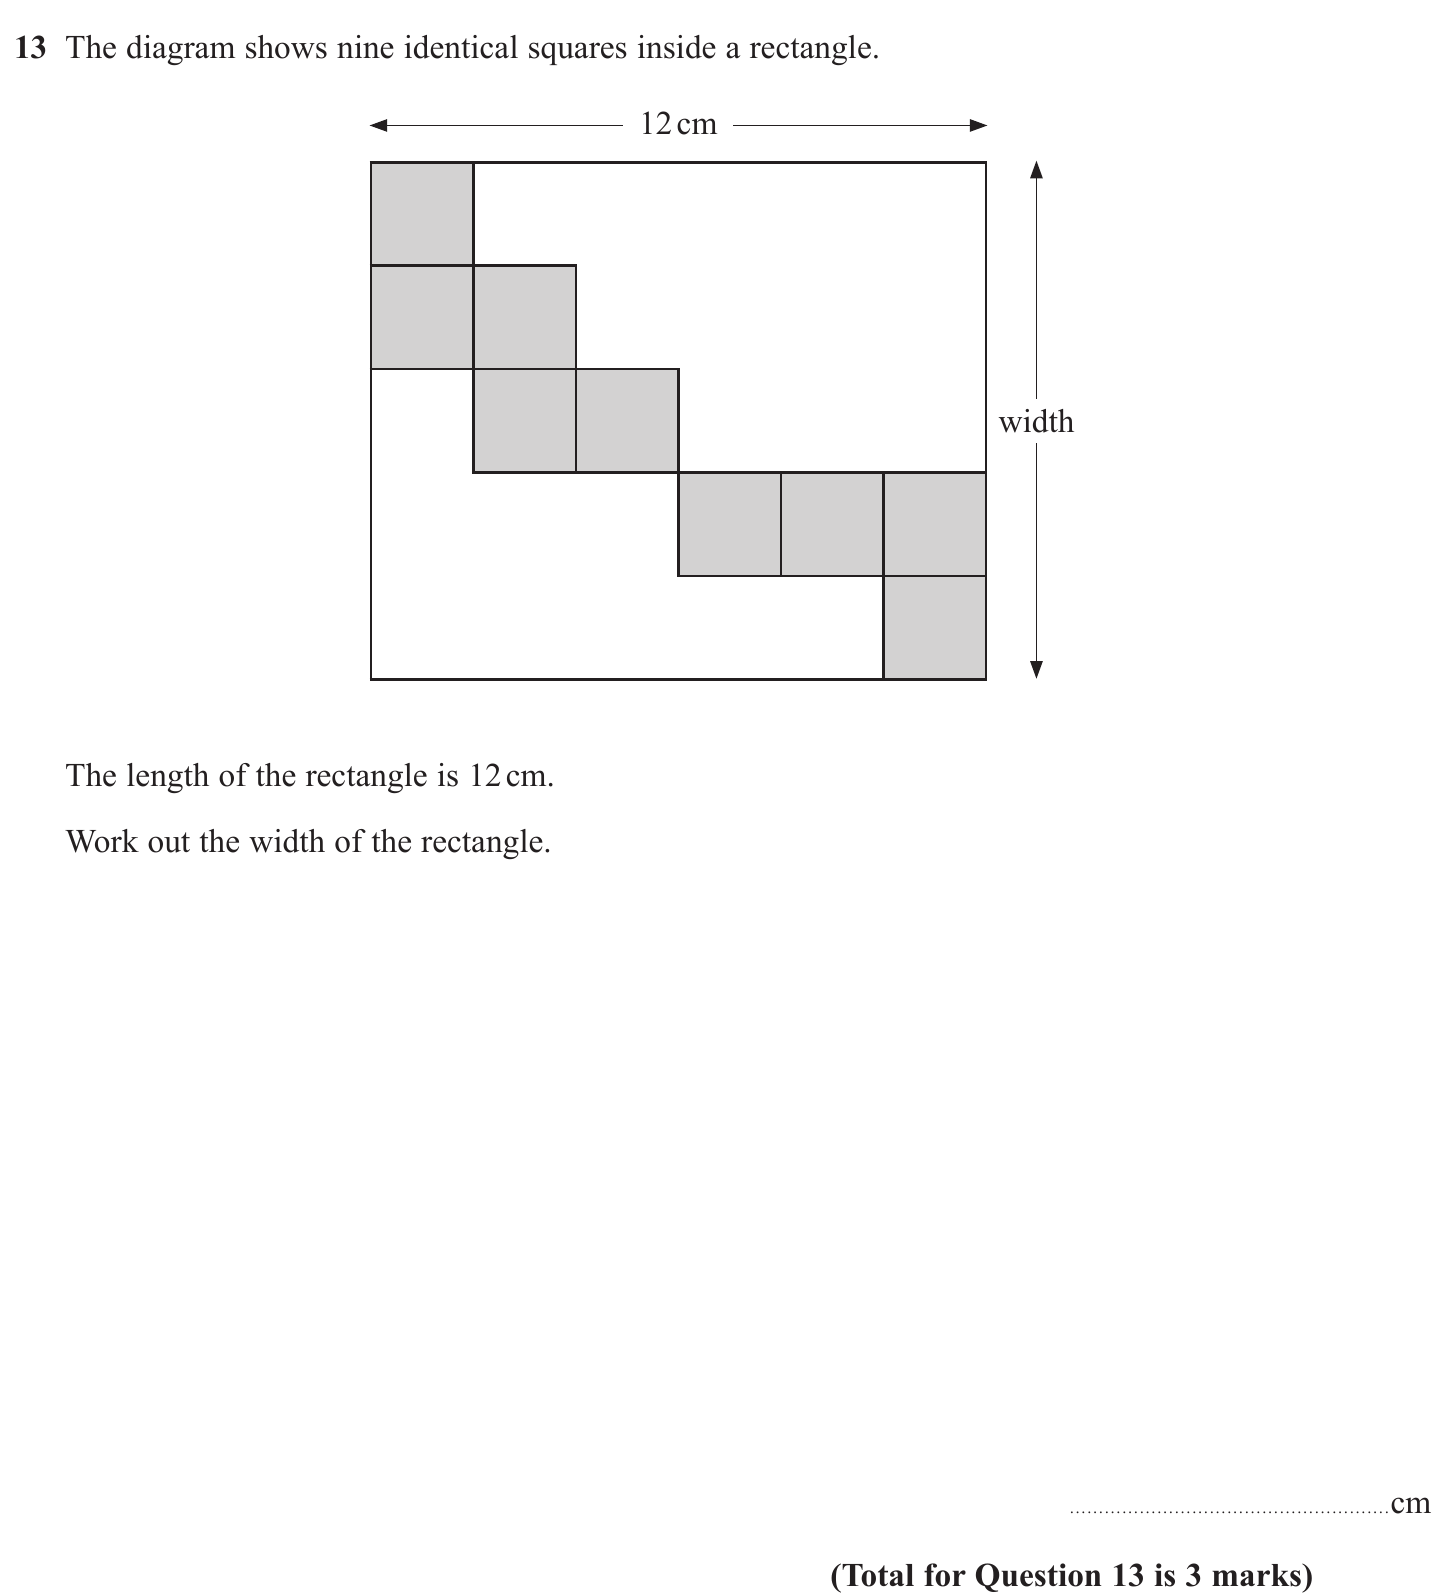 13 The diagram shows nine identical squares inside a rectangle.
12 cm
width
The length of the rectangle is 12 cm.
Work out the width of the rectangle.
....................................................... cm
(Total for Question 13 is 3 marks)